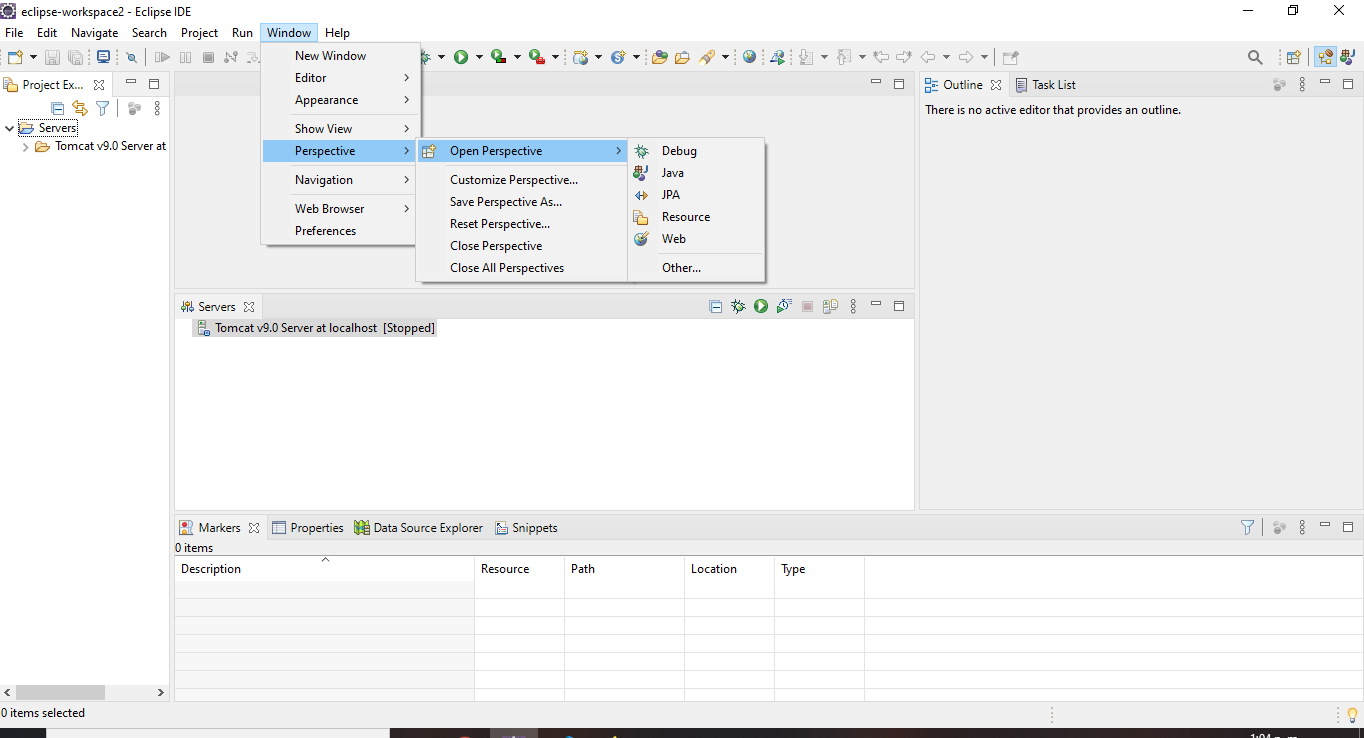 eclipse-workspace2 - Eclipse IDE
File Edit Navigate Search Project Run Window Help
New Window
Editor
Appearance
Show View
Perspective
Navigation
Web Browser
Preferences
Open Perspective
Customize Perspective...
Save Perspective As...
Reset Perspective...
Close Perspective
Close All Perspectives
Debug
Java
JPA
Resource
Web
Other...
Project Ex...
Servers
Tomcat v9.0 Server at
Outline Task List
There is no active editor that provides an outline.
Servers
Tomcat v9.0 Server at localhost [Stopped]
Markers Properties Data Source Explorer Snippets
0 items
Description Resource Path Location Type
0 items selected